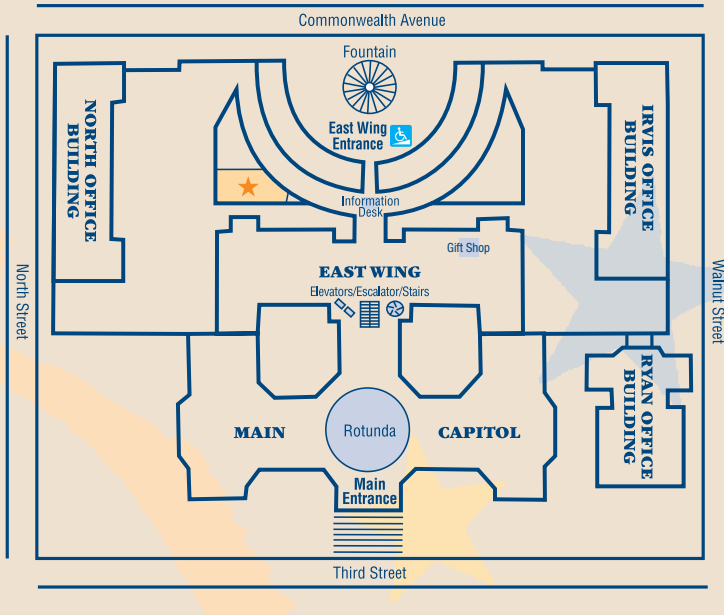 Commonwealth Avenue
Fountain
East Wing
Entrance
NORTH OFFICE
BUILDING
IRVIS OFFICE
BUILDING
Information
Desk
Gift Shop
EAST WING
Elevators/Escalator/Stairs
North Street
Walnut Street
RYAN OFFICE
BUILDING
MAIN
Rotunda
CAPITOL
Main
Entrance
Third Street